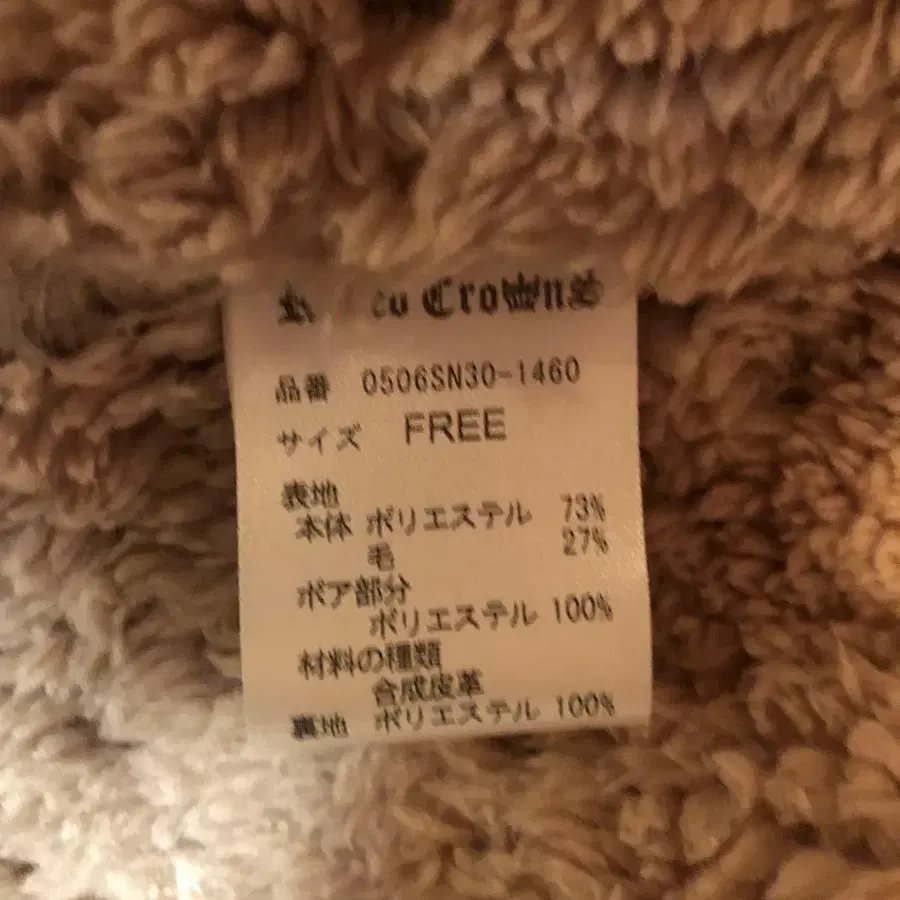 Crowns
品番 0506SN30-1460
サイズ FREE
表地
本体 ポリエステル 73%
毛 27%
ボア部分
ポリエステル 100%
材料の種類
合成皮革
裏地 ポリエステル 100%